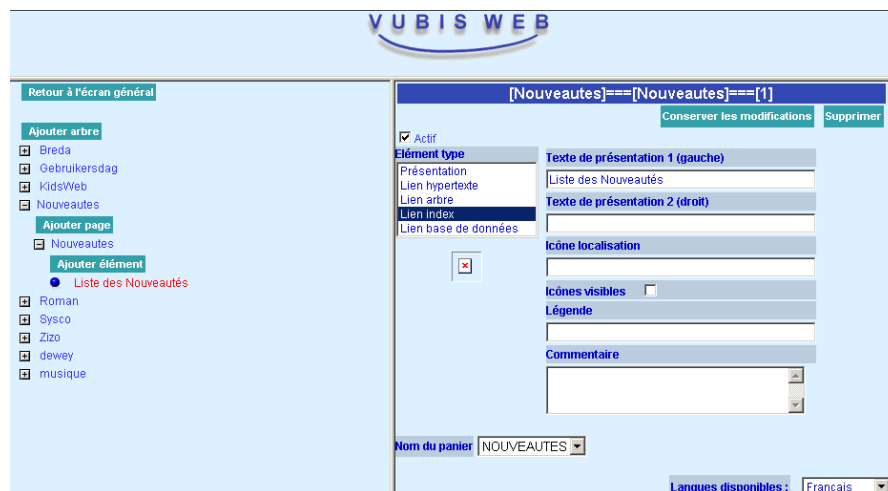 VUBIS WEB
Retour à l'écran général
Ajouter arbre
Breda
Gebruikersdag
KidsWeb
Nouveautes
Ajouter page
Nouveautes
Ajouter élément
Liste des Nouveautés
Roman
Sysco
Zizo
dewey
musique
[Nouveautes]===[Nouveautes]===[1]
Conserver les modifications Supprimer
Actif
Elément type
Présentation
Lien hypertexte
Lien arbre
Lien index
Lien base de données
Texte de présentation 1 (gauche)
Liste des Nouveautés
Texte de présentation 2 (droit)
Icône localisation
Icônes visibles
Légende
Commentaire
Nom du panier NOUVEAUTES
Langues disponibles : Français